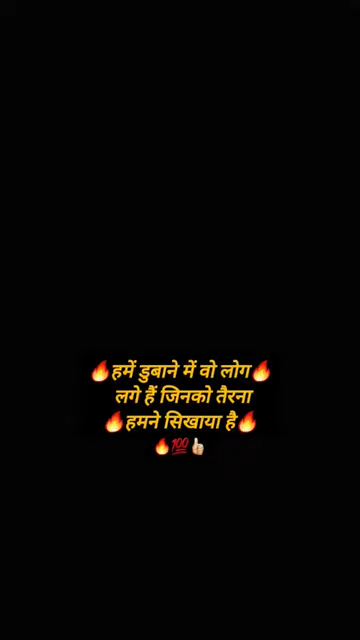 🔥हमें डुबाने में वो लोग🔥
लगे हैं जिनको तैरना
🔥हमने सिखाया है🔥
🔥💯👍🏻